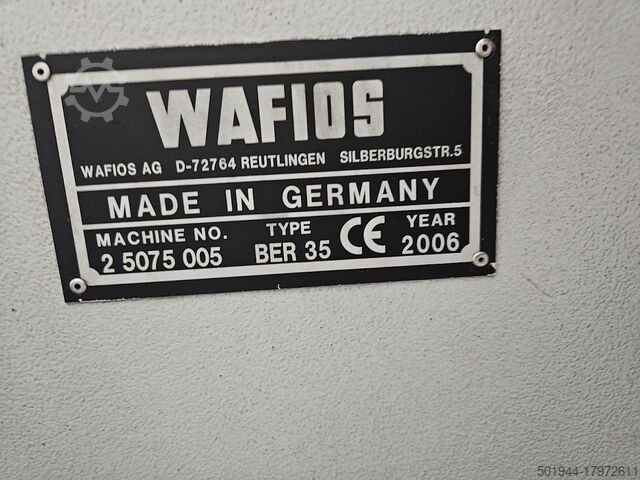 WAFIOS
WAFIOS AG D-72764 REUTLINGEN SILBERBURGSTR.5
MADE IN GERMANY
MACHINE NO. TYPE CE YEAR
2 5075 005 BER 35 2006
501944-17972611